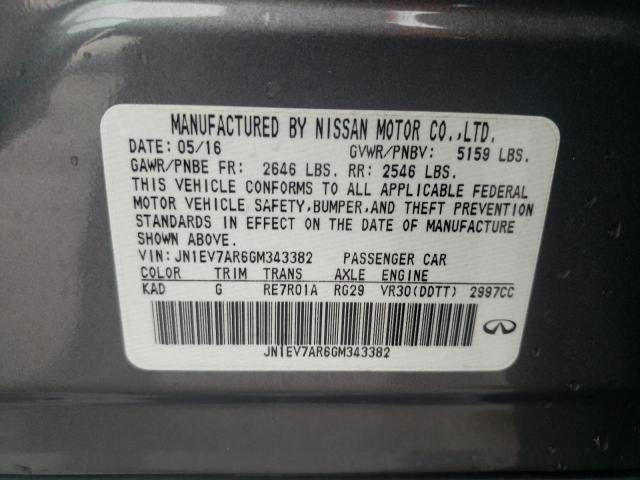 MANUFACTURED BY NISSAN MOTOR CO.,LTD.
DATE: 05/16 GVWR/PNBV: 5159 LBS.
GAWR/PNBE FR: 2646 LBS. RR: 2546 LBS.
THIS VEHICLE CONFORMS TO ALL APPLICABLE FEDERAL
MOTOR VEHICLE SAFETY,BUMPER,AND THEFT PREVENTION
STANDARDS IN EFFECT ON THE DATE OF MANUFACTURE
SHOWN ABOVE.
VIN:JN1EV7AR6GM343382 PASSENGER CAR
COLOR TRIM TRANS AXLE ENGINE
KAD G RE7R01A RG29 VR30(DDTT) 2997CC
JN1EV7AR6GM343382